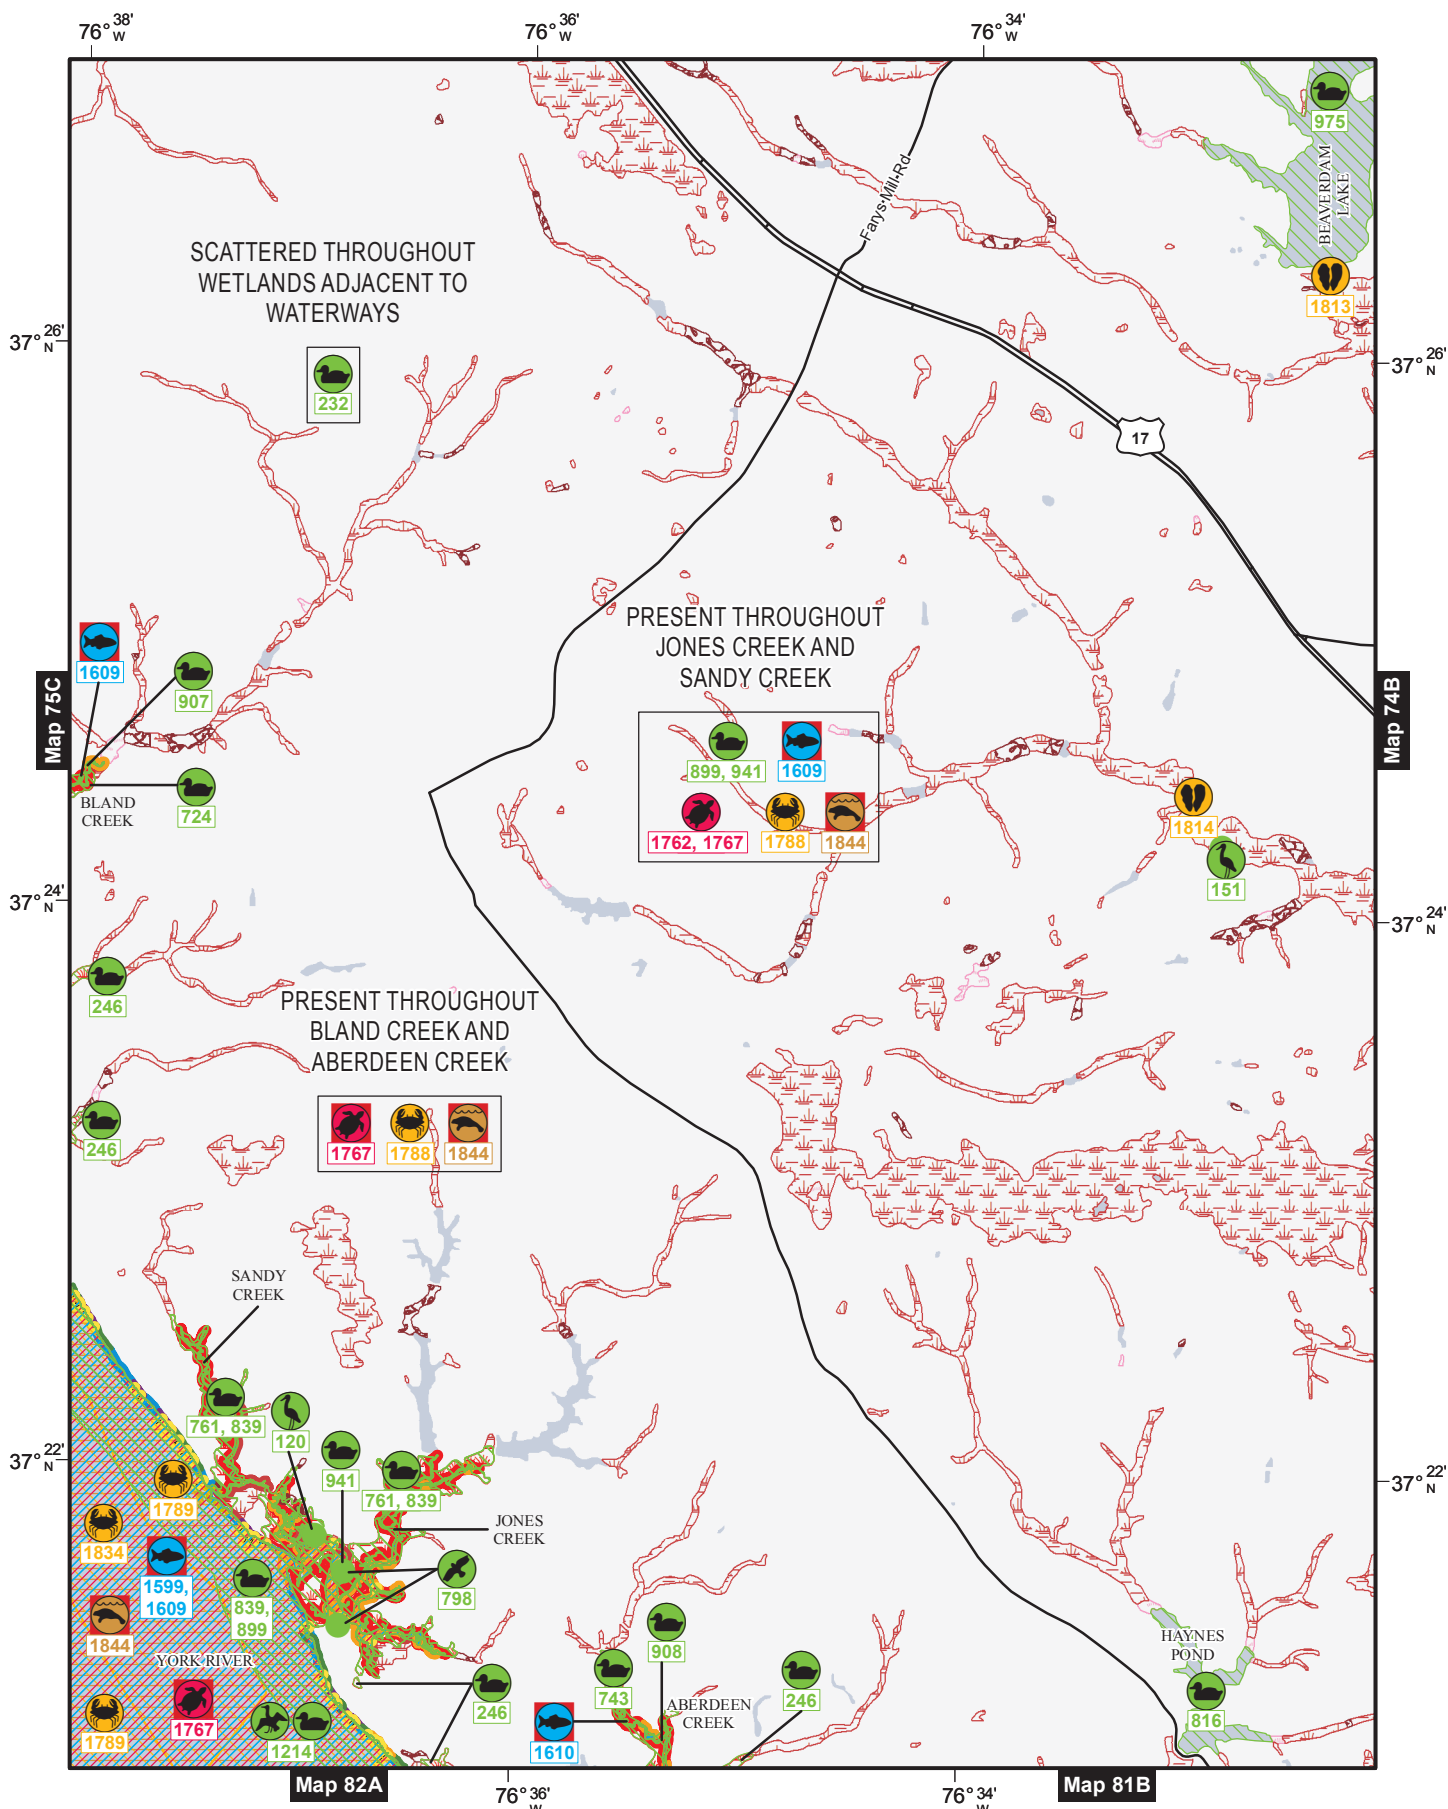 76° 38' W
76° 36' W
76° 34' W
975
BEAVERDAM
LAKE
Farys Mill Rd
SCATTERED THROUGHOUT
WETLANDS ADJACENT TO
WATERWAYS
232
1813
37° 26' N
37° 26' N
17
PRESENT THROUGHOUT
JONES CREEK AND
SANDY CREEK
899, 941
1609
1762, 1767
1788
1844
1609
907
Map 75C
Map 74B
BLAND
CREEK
724
1814
151
37° 24' N
37° 24' N
246
PRESENT THROUGHOUT
BLAND CREEK AND
ABERDEEN CREEK
1767
1788
1844
246
SANDY
CREEK
761, 839
120
941
761, 839
37° 22' N
37° 22' N
1789
1834
JONES
CREEK
1599,
1609
839,
899
798
1844
YORK RIVER
908
HAYNES
POND
743
246
246
816
ABERDEEN
CREEK
1789
1767
1214
1610
Map 82A
76° 36' W
76° 34' W
Map 81B